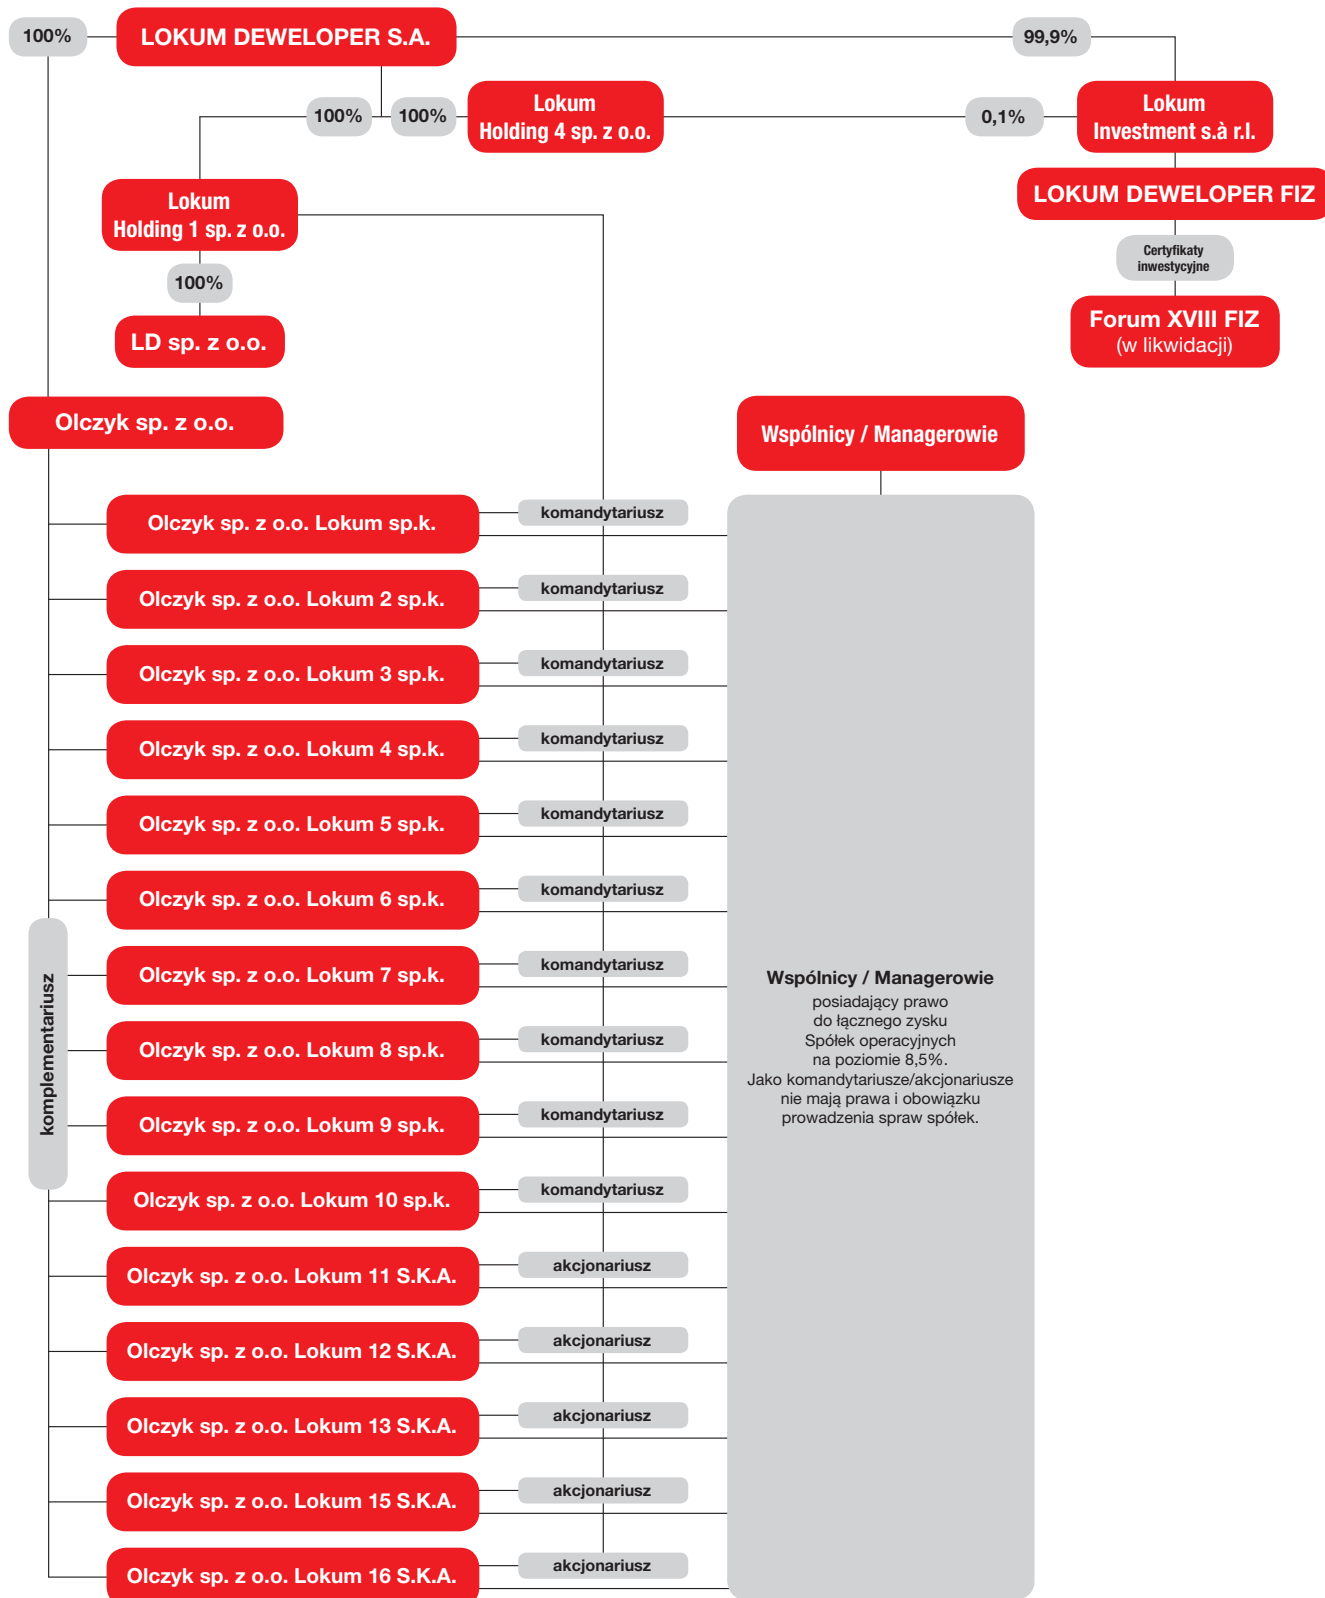 100%
LOKUM DEWELOPER S.A.
99,9%
100%
100%
Lokum
Holding 4 sp. z o.o.
0,1%
Lokum
Investment s.à r.l.
Lokum
Holding 1 sp. z o.o.
LOKUM DEWELOPER FIZ
Certyfikaty
inwestycyjne
100%
Forum XVIII FIZ
(w likwidacji)
LD sp. z o.o.
Olczyk sp. z o.o.
Wspólnicy / Managerowie
Olczyk sp. z o.o. Lokum sp.k.
komandytariusz
Olczyk sp. z o.o. Lokum 2 sp.k.
komandytariusz
Olczyk sp. z o.o. Lokum 3 sp.k.
komandytariusz
Olczyk sp. z o.o. Lokum 4 sp.k.
komandytariusz
Olczyk sp. z o.o. Lokum 5 sp.k.
komandytariusz
Olczyk sp. z o.o. Lokum 6 sp.k.
komandytariusz
Olczyk sp. z o.o. Lokum 7 sp.k.
komandytariusz
Olczyk sp. z o.o. Lokum 8 sp.k.
komandytariusz
Olczyk sp. z o.o. Lokum 9 sp.k.
komandytariusz
Olczyk sp. z o.o. Lokum 10 sp.k.
komandytariusz
Olczyk sp. z o.o. Lokum 11 S.K.A.
akcjonariusz
Olczyk sp. z o.o. Lokum 12 S.K.A.
akcjonariusz
Olczyk sp. z o.o. Lokum 13 S.K.A.
akcjonariusz
Olczyk sp. z o.o. Lokum 15 S.K.A.
akcjonariusz
Olczyk sp. z o.o. Lokum 16 S.K.A.
akcjonariusz
komplementariusz
Wspólnicy / Managerowie
posiadający prawo
do łącznego zysku
Spółek operacyjnych
na poziomie 8,5%.
Jako komandytariusze/akcjonariusze
nie mają prawa i obowiązku
prowadzenia spraw spółek.